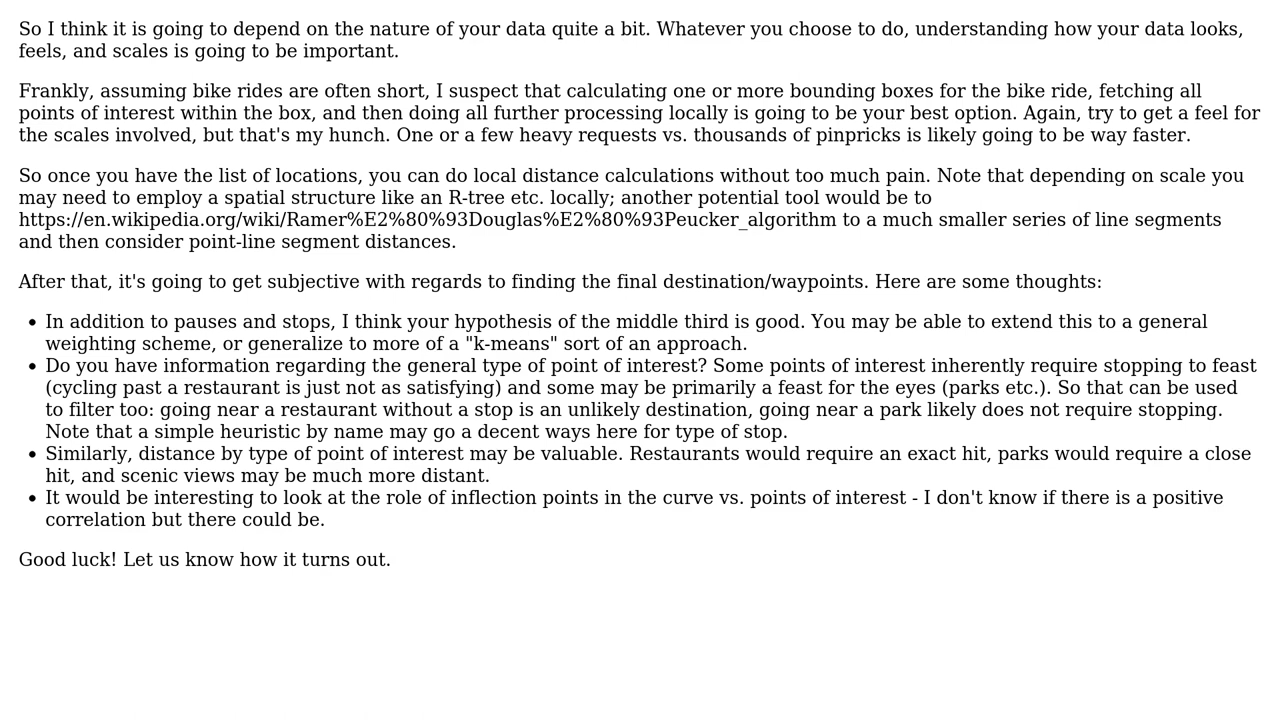 So I think it is going to depend on the nature of your data quite a bit. Whatever you choose to do, understanding how your data looks,
feels, and scales is going to be important.
Frankly, assuming bike rides are often short, I suspect that calculating one or more bounding boxes for the bike ride, fetching all
points of interest within the box, and then doing all further processing locally is going to be your best option. Again, try to get a feel for
the scales involved, but that's my hunch. One or a few heavy requests vs. thousands of pinpricks is likely going to be way faster.
So once you have the list of locations, you can do local distance calculations without too much pain. Note that depending on scale you
may need to employ a spatial structure like an R-tree etc. locally; another potential tool would be to
https://en.wikipedia.org/wiki/Ramer%E2%80%93Douglas%E2%80%93Peucker_algorithm to a much smaller series of line segments
and then consider point-line segment distances.
After that, it's going to get subjective with regards to finding the final destination/waypoints. Here are some thoughts:
• In addition to pauses and stops, I think your hypothesis of the middle third is good. You may be able to extend this to a general
weighting scheme, or generalize to more of a "k-means" sort of an approach.
• Do you have information regarding the general type of point of interest? Some points of interest inherently require stopping to feast
(cycling past a restaurant is just not as satisfying) and some may be primarily a feast for the eyes (parks etc.). So that can be used
to filter too: going near a restaurant without a stop is an unlikely destination, going near a park likely does not require stopping.
Note that a simple heuristic by name may go a decent ways here for type of stop.
• Similarly, distance by type of point of interest may be valuable. Restaurants would require an exact hit, parks would require a close
hit, and scenic views may be much more distant.
• It would be interesting to look at the role of inflection points in the curve vs. points of interest - I don't know if there is a positive
correlation but there could be.
Good luck! Let us know how it turns out.